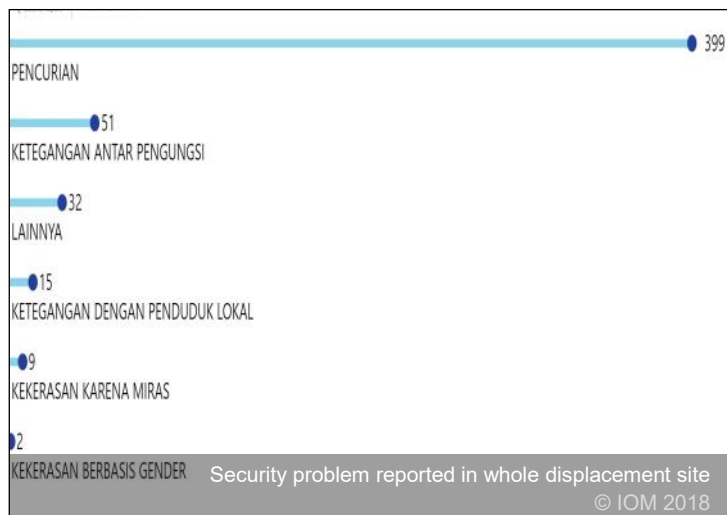 399
PENCURIAN
51
KETEGANGAN ANTAR PENGUNGSI
32
LAINNYA
15
KETEGANGAN DENGAN PENDUDUK LOKAL
9
KEKERASAN KARENA MIRAS
2
KEKERASAN BERBASIS GENDER
Security problem reported in whole displacement site
© IOM 2018